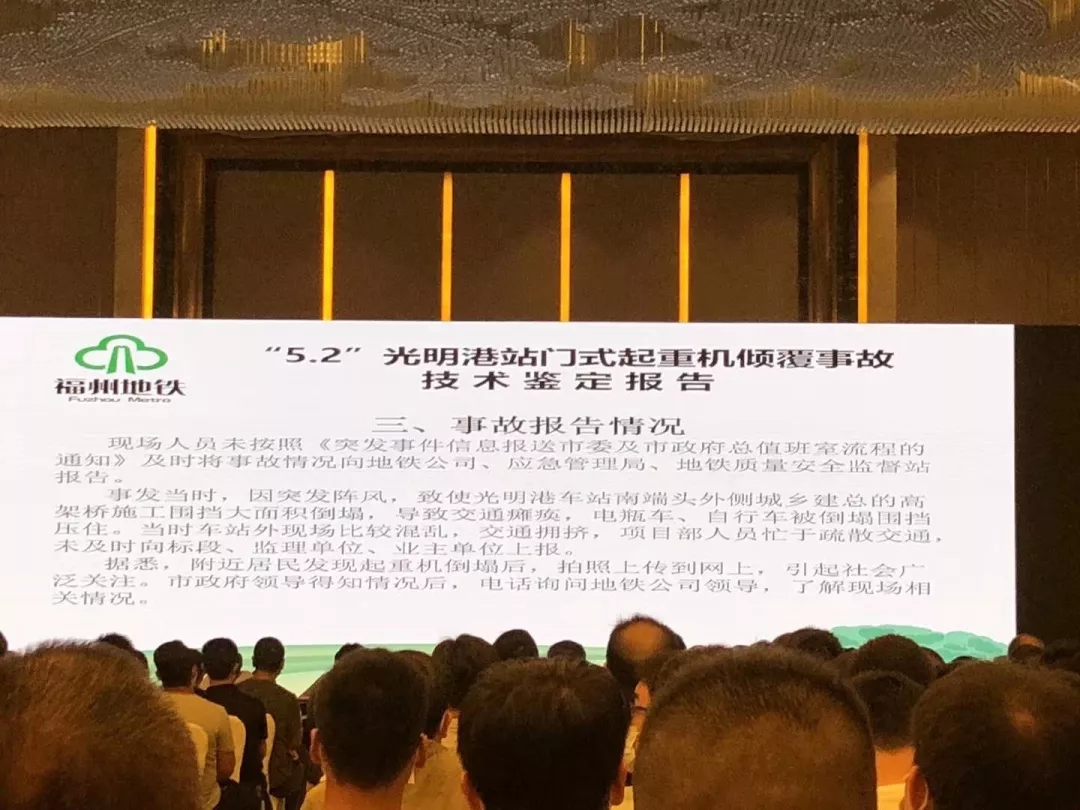 福州地铁
Fuzhou Metro
“5.2”光明港站门式起重机倾覆事故
技术鉴定报告
三、事故报告情况
现场人员未按照《突发事件信息报送市委及市政府总值班室流程的
通知》及时将事故情况向地铁公司、应急管理局、地铁质量安全监督站
报告。
事发当时，因突发阵风，致使光明港车站南端头外侧城乡建总的高
架桥施工围挡大面积倒塌，导致交通瘫痪，电瓶车、自行车被倒塌围挡
压住。当时车站外现场比较混乱，交通拥挤，项目部人员忙于疏散交通，
未及时向标段、监理单位、业主单位上报。
据悉，附近居民发现起重机倒塌后，拍照上传到网上，引起社会广
泛关注。市政府领导得知情况后，电话询问地铁公司领导，了解现场相
关情况。